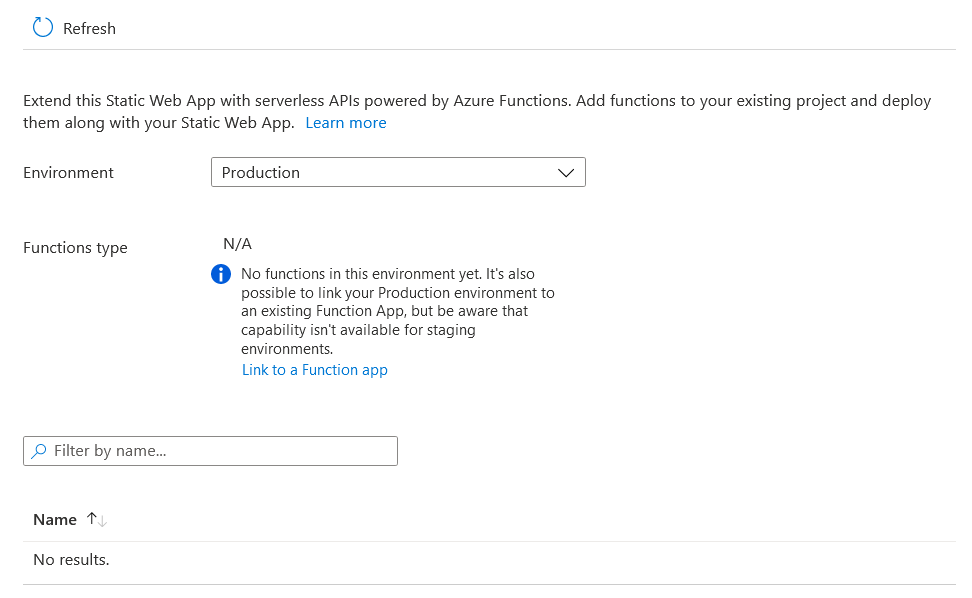 Refresh
Extend this Static Web App with serverless APIs powered by Azure Functions. Add functions to your existing project and deploy
them along with your Static Web App. Learn more
Environment
Production
Functions type
N/A
No functions in this environment yet. It's also
possible to link your Production environment to
an existing Function App, but be aware that
capability isn't available for staging
environments.
Link to a Function app
Filter by name...
Name
No results.